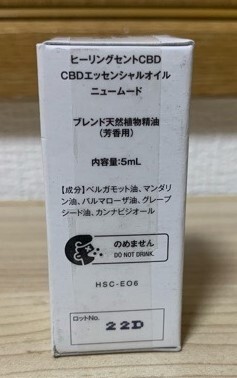 ヒーリングセントCBD
CBDエッセンシャルオイル
ニュームード
ブレンド天然植物精油
(芳香用)
内容量:5mL
【成分】ベルガモット油、マンダリ
ン油、パルマローザ油、グレープ
シード油、カンナビジオール
のめません
DO NOT DRINK.
HSC-E06
ロットNo.
22D